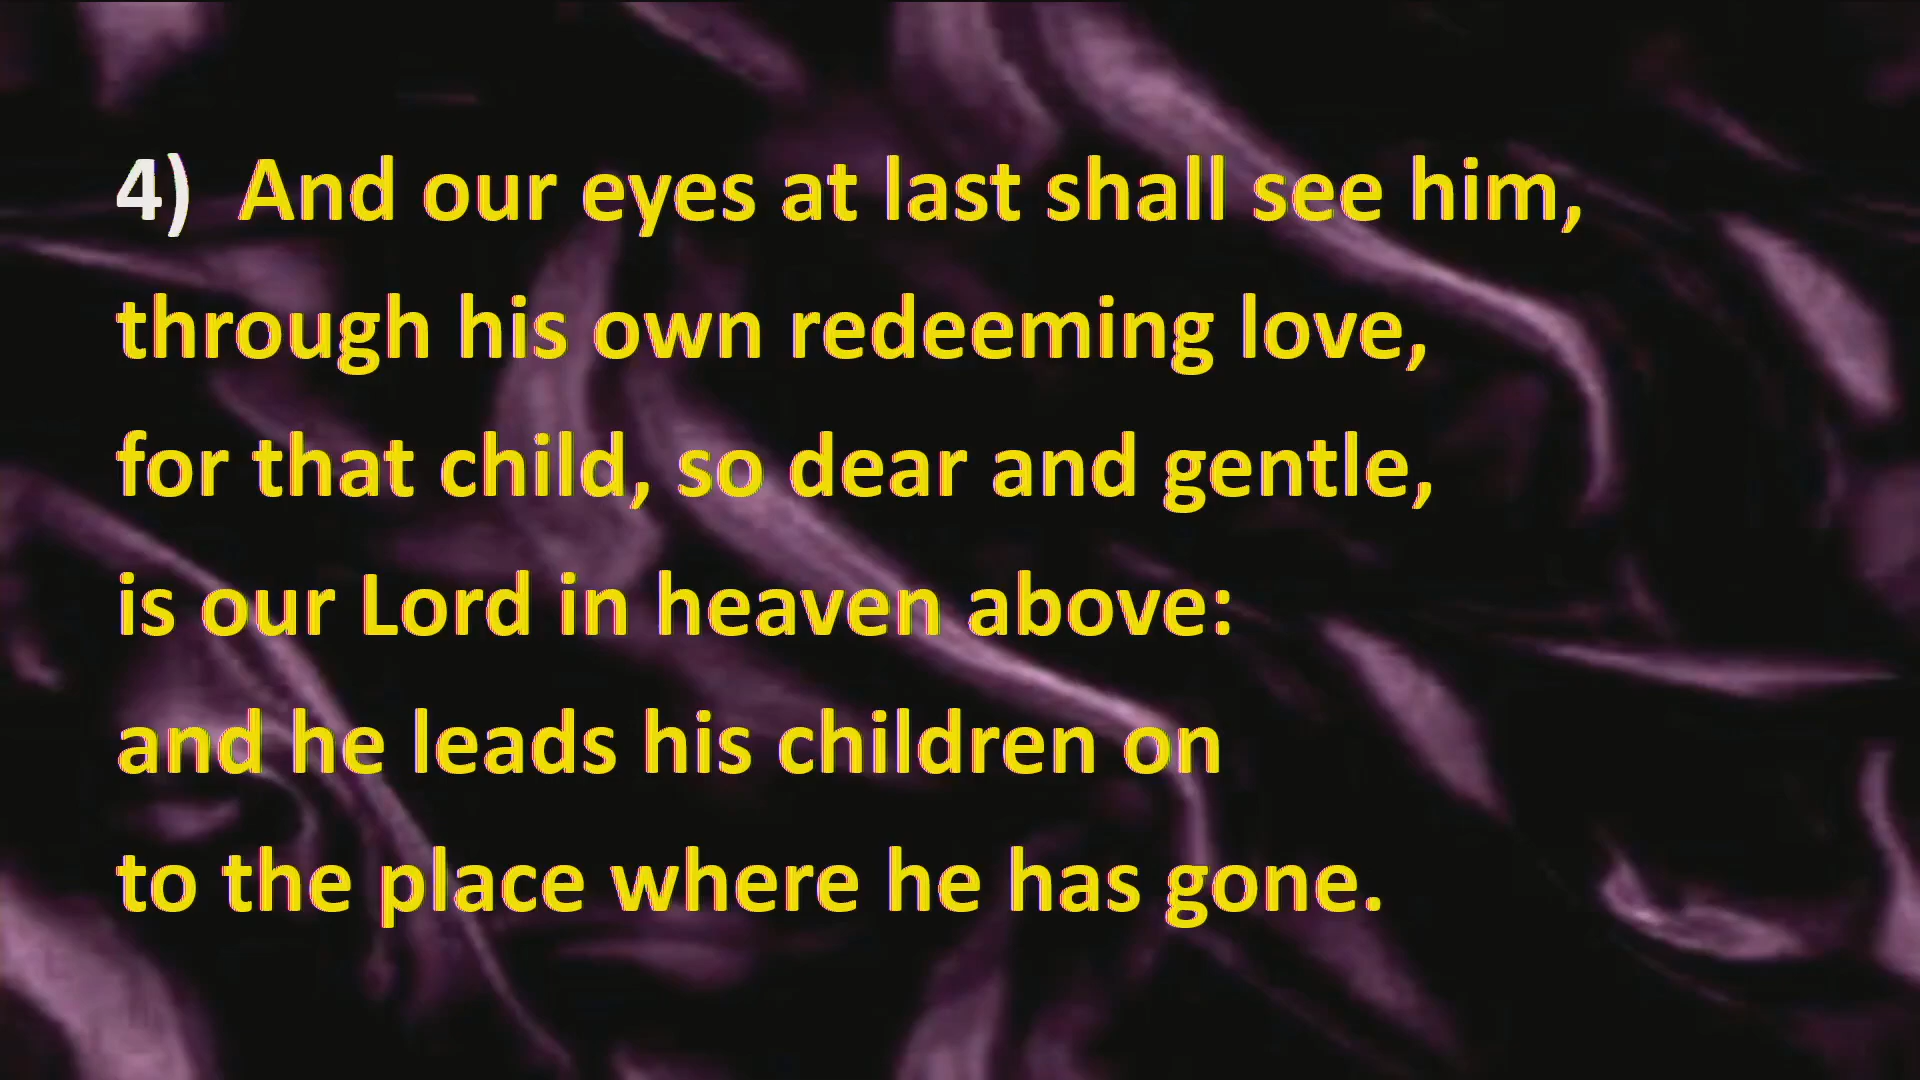 4) And our eyes at last shall see him,
through his own redeeming love,
for that child, so dear and gentle,
is our Lord in heaven above:
and he leads his children on
to the place where he has gone.